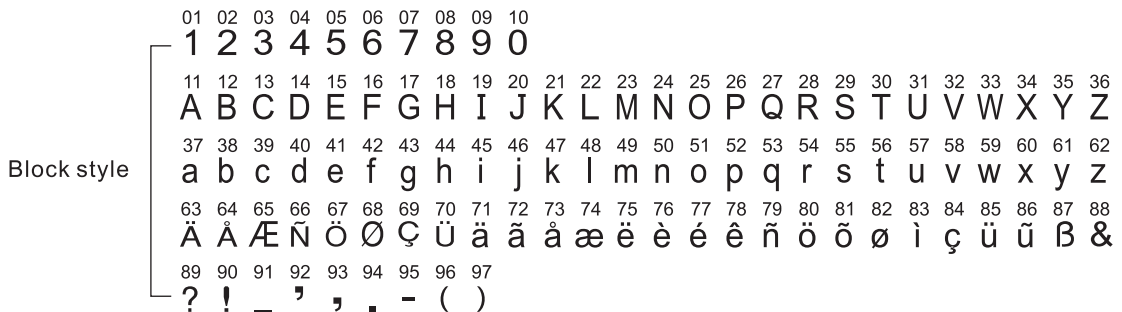 01 02 03 04 05 06 07 08 09 10
1 2 3 4 5 6 7 8 9 0
11 12 13 14 15 16 17 18 19 20 21 22 23 24 25 26 27 28 29 30 31 32 33 34 35 36
A B C D E F G H I J K L M N O P Q R S T U V W X Y Z
37 38 39 40 41 42 43 44 45 46 47 48 49 50 51 52 53 54 55 56 57 58 59 60 61 62
Block style a b c d e f g h i j k l m n o p q r s t u v w x y z
63 64 65 66 67 68 69 70 71 72 73 74 75 76 77 78 79 80 81 82 83 84 85 86 87 88
Ä Å Æ Ñ Ö Ø Ç Ü ä ã å æ ë è é ê ñ ö õ ø ì ç ü ũ ß &
89 90 91 92 93 94 95 96 97
? ! _ ’ , . - ( )